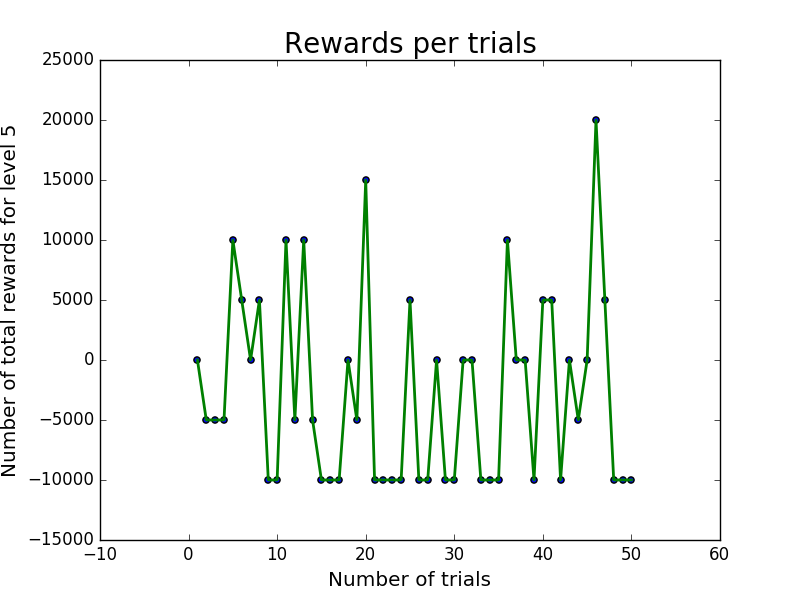 Rewards per trials
Number of total rewards for level 5
25000
20000
15000
10000
5000
0
−5000
−10000
−15000
−10 0 10 20 30 40 50 60
Number of trials